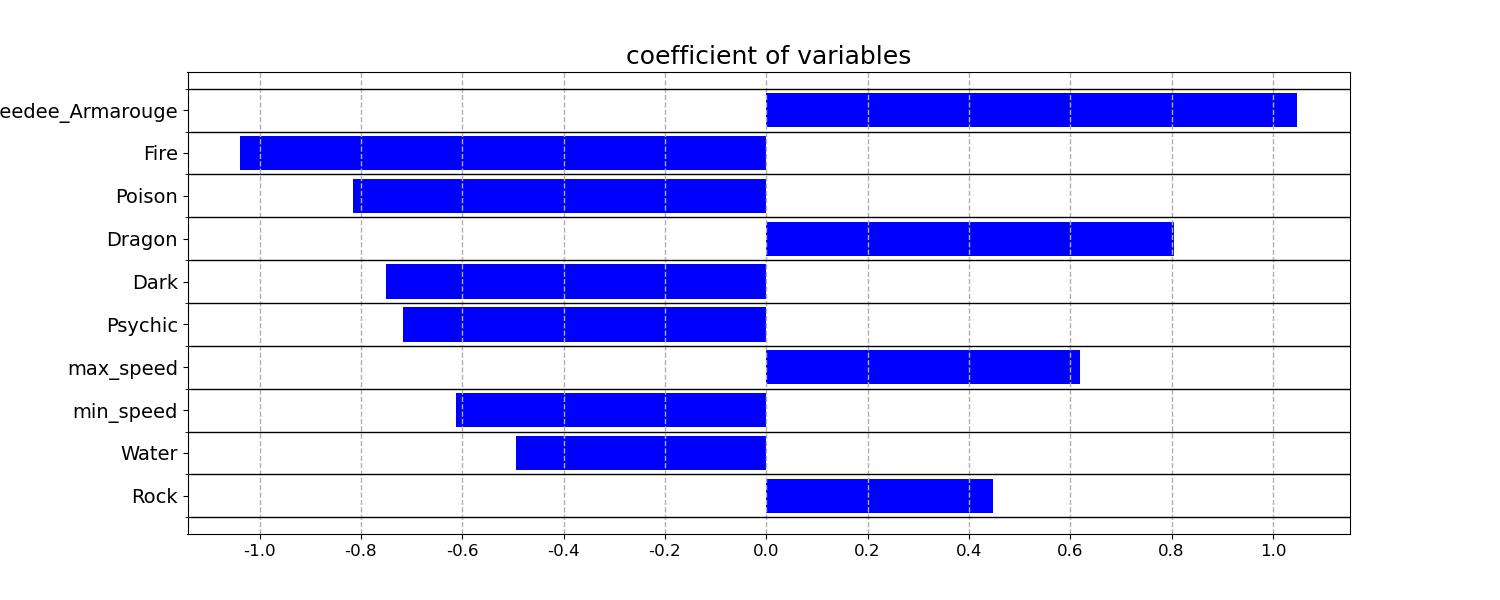 coefficient of variables
eedee_Armarouge
Fire
Poison
Dragon
Dark
Psychic
max_speed
min_speed
Water
Rock
-1.0 -0.8 -0.6 -0.4 -0.2 0.0 0.2 0.4 0.6 0.8 1.0